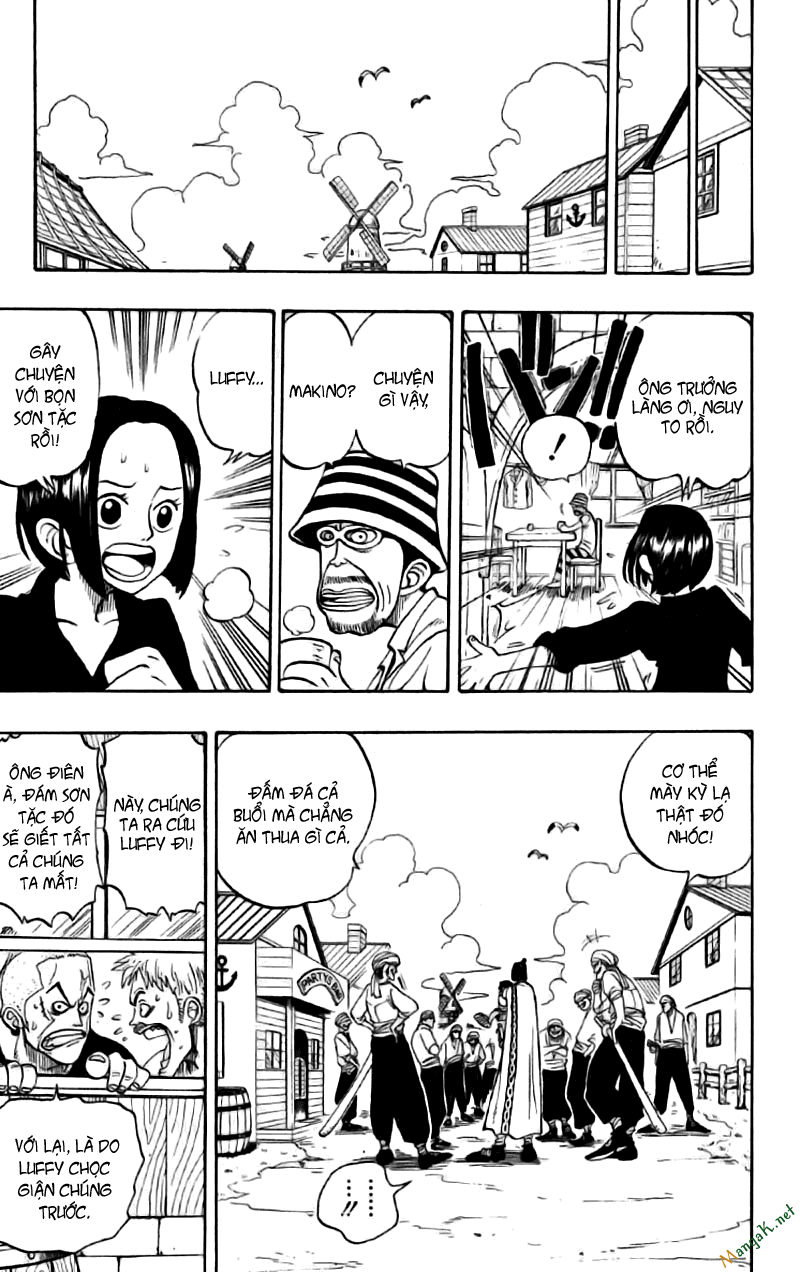 ÔNG TRƯỞNG
LÀNG ƠI, NGUY
TO RỒI.
!
CHUYỆN
GÌ VẬY,
MAKINO?
LUFFY...
GÂY
CHUYỆN
VỚI BỌN
SƠN TẶC
RỒI!
CƠ THỂ
MÀY KỲ LẠ
THẬT ĐÓ
NHÓC!
ĐẤM ĐÁ CẢ
BUỔI MÀ CHẲNG
ĂN THUA GÌ CẢ.
PARTYS BAR
......!!
NÀY, CHÚNG
TA RA CỨU
LUFFY ĐI!
ÔNG ĐIÊN
À, ĐÁM SƠN
TẶC ĐÓ
SẼ GIẾT TẤT
CẢ CHÚNG
TA MẤT!
VỚI LẠI, LÀ DO
LUFFY CHỌC
GIẬN CHÚNG
TRƯỚC.
MangaK.net